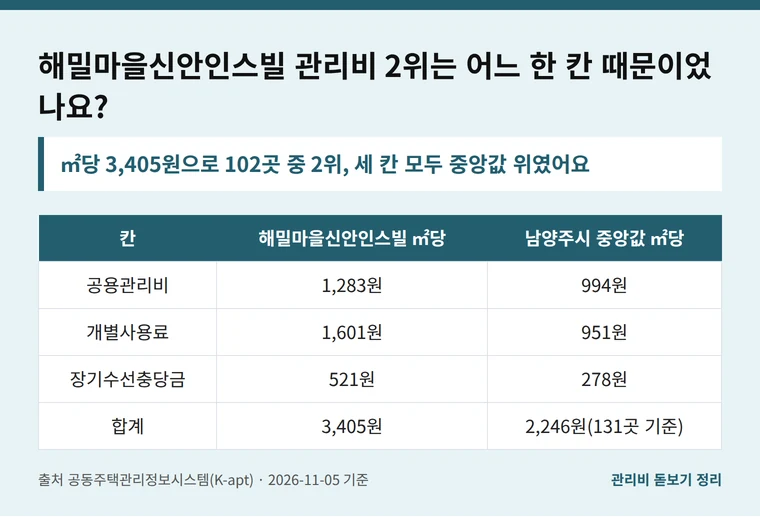 해밀마을신안인스빌 관리비 2위는 어느 한 칸 때문이었
나요?
㎡당 3,405원으로 102곳 중 2위, 세 칸 모두 중앙값 위였어요
칸 해밀마을신안인스빌 ㎡당 남양주시 중앙값 ㎡당
공용관리비 1,283원 994원
개별사용료 1,601원 951원
장기수선충당금 521원 278원
합계 3,405원 2,246원(131곳 기준)
출처 공동주택관리정보시스템(K-apt) · 2026-11-05 기준 관리비 돋보기 정리